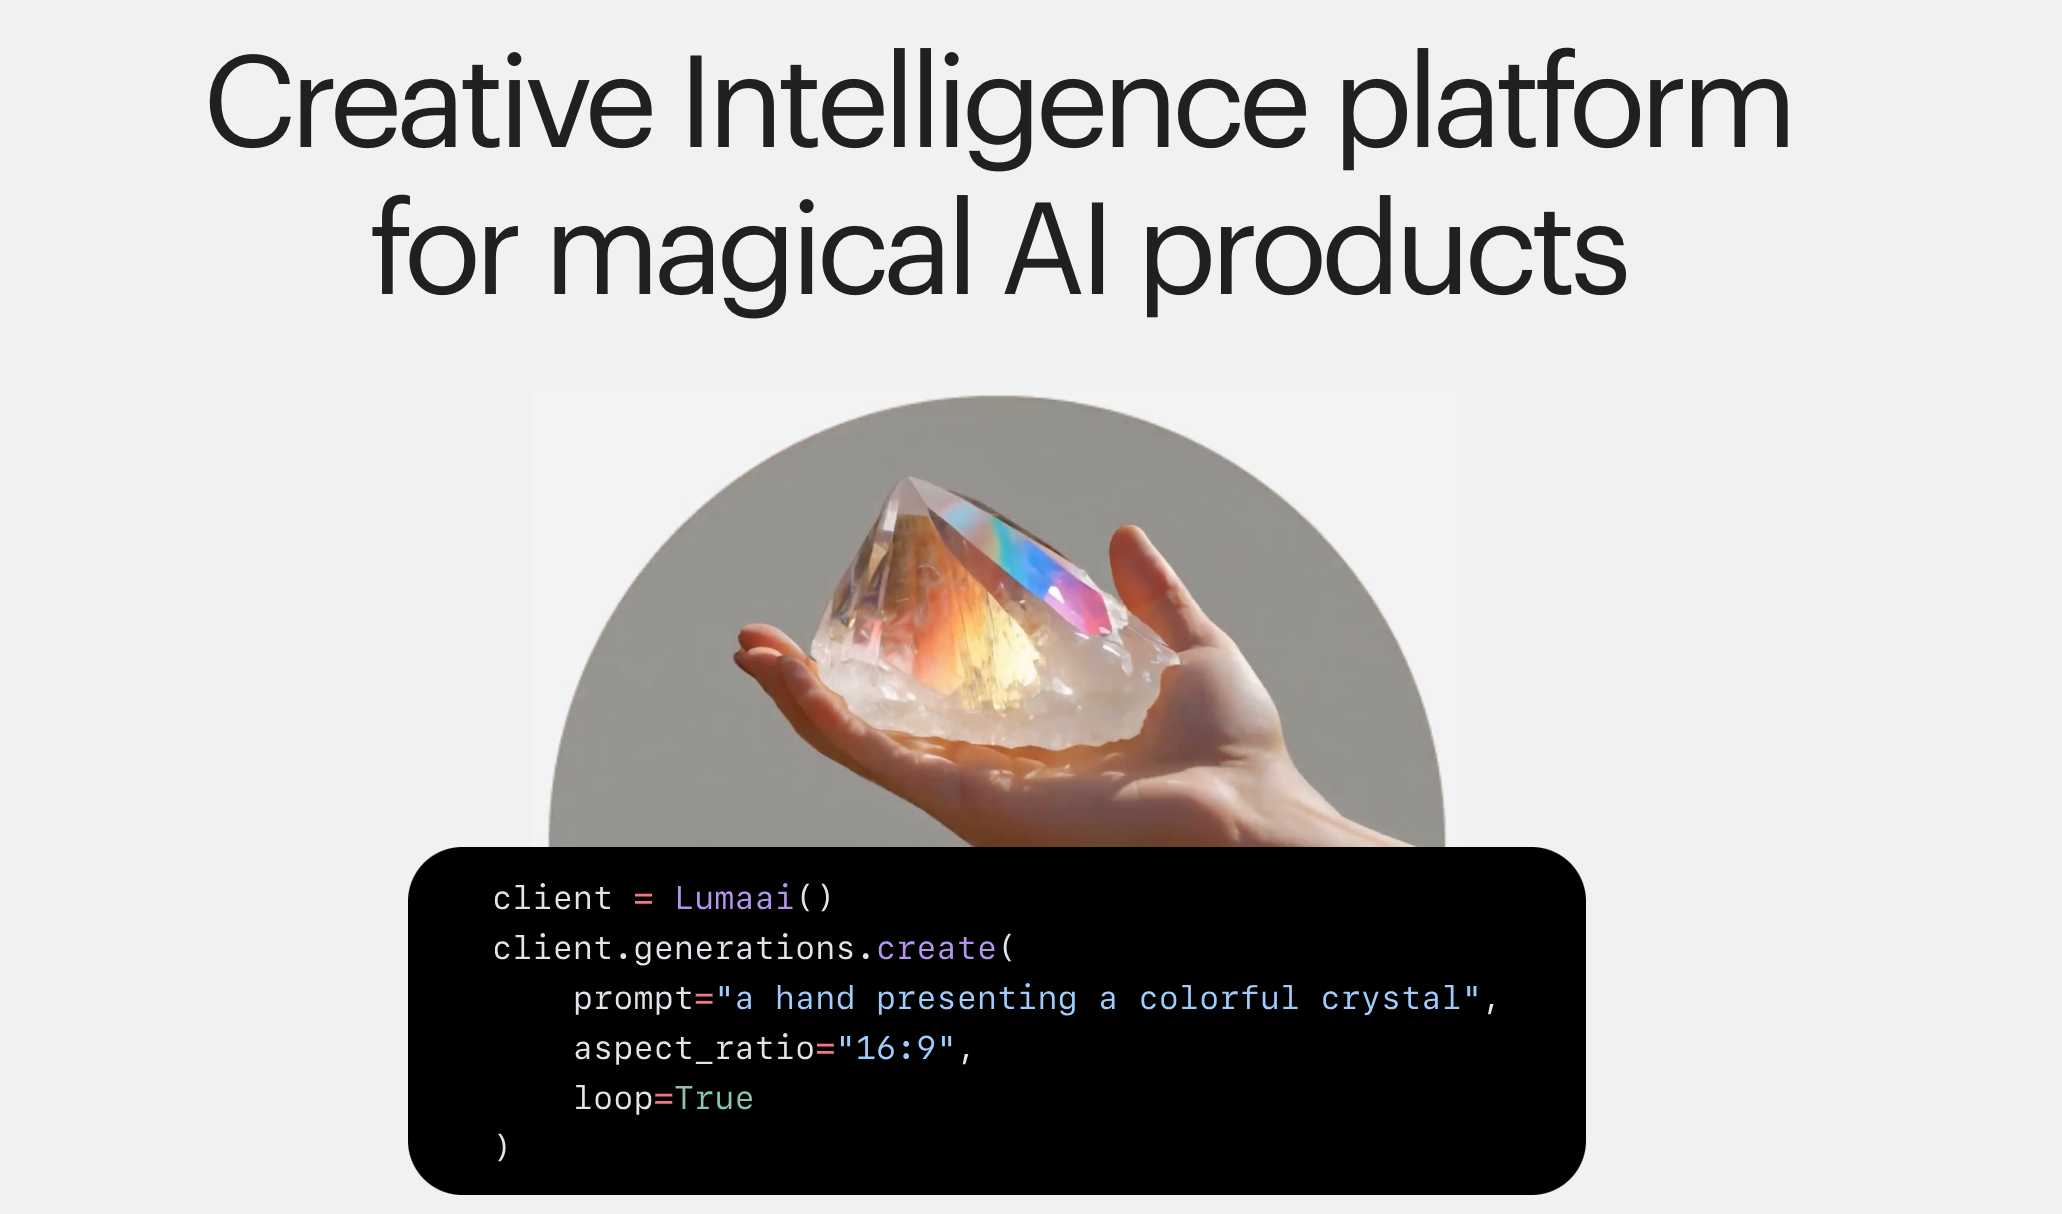 Creative Intelligence platform
for magical AI products
client = Lumaai()
client.generations.create(
    prompt="a hand presenting a colorful crystal",
    aspect_ratio="16:9",
    loop=True
)